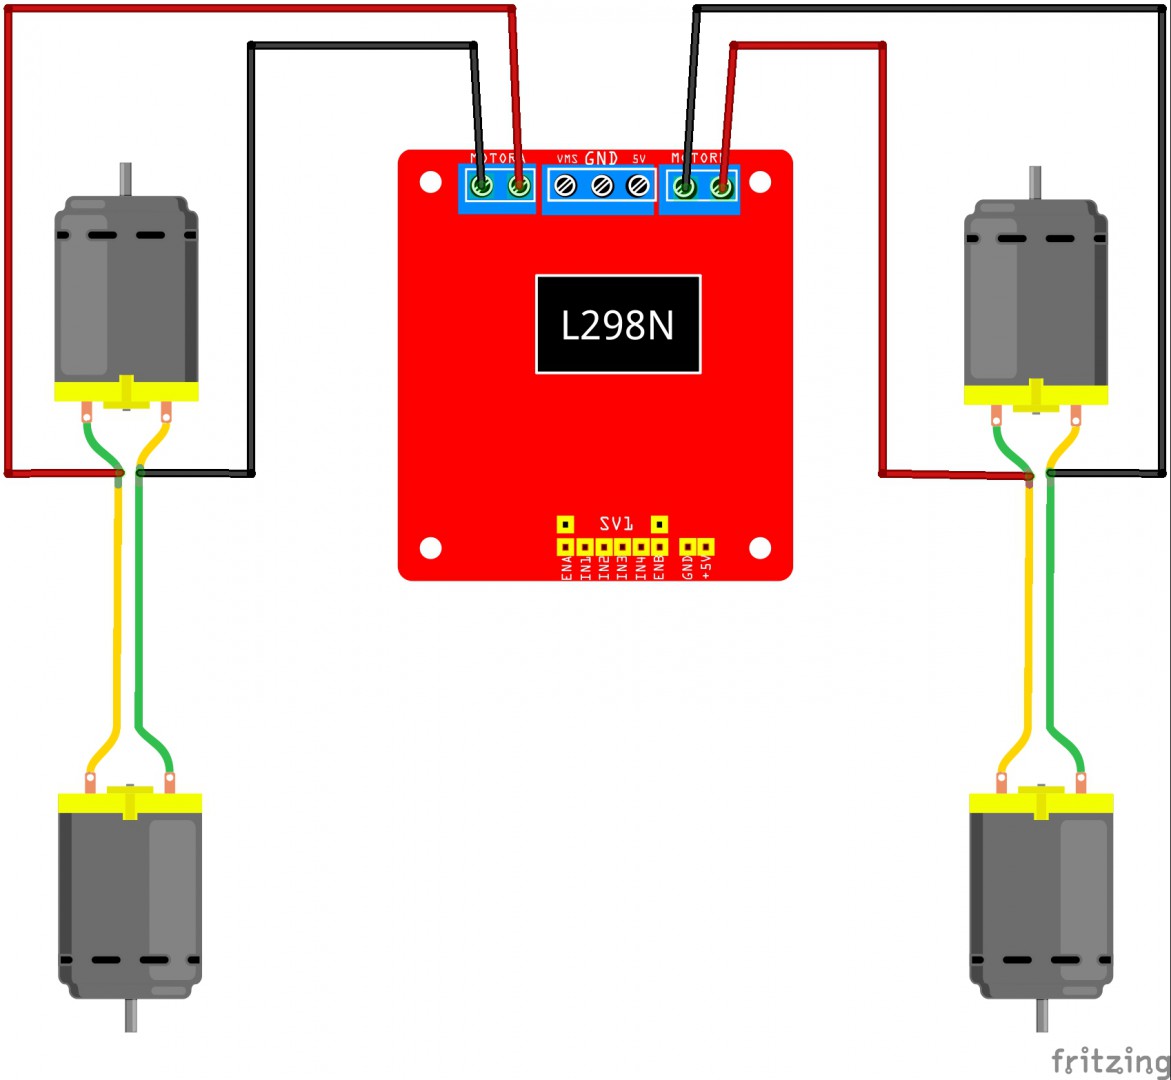 MOTORA VMS GND 5V MOTORB
L298N
SV1
ENA IN1 IN2 IN3 IN4 ENB GND +5V
fritzing